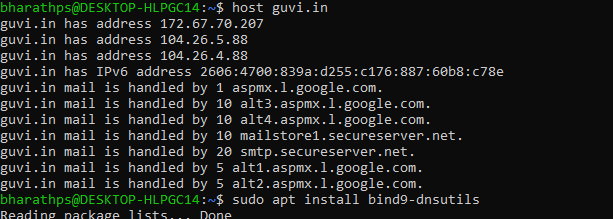 bharathps@DESKTOP-HLPGC14:~$ host guvi.in
guvi.in has address 172.67.70.207
guvi.in has address 104.26.5.88
guvi.in has address 104.26.4.88
guvi.in has IPv6 address 2606:4700:839a:d255:c176:887:60b8:c78e
guvi.in mail is handled by 1 aspmx.l.google.com.
guvi.in mail is handled by 10 alt3.aspmx.l.google.com.
guvi.in mail is handled by 10 alt4.aspmx.l.google.com.
guvi.in mail is handled by 10 mailstore1.secureserver.net.
guvi.in mail is handled by 20 smtp.secureserver.net.
guvi.in mail is handled by 5 alt1.aspmx.l.google.com.
guvi.in mail is handled by 5 alt2.aspmx.l.google.com.
bharathps@DESKTOP-HLPGC14:~$ sudo apt install bind9-dnsutils
Reading package lists... Done